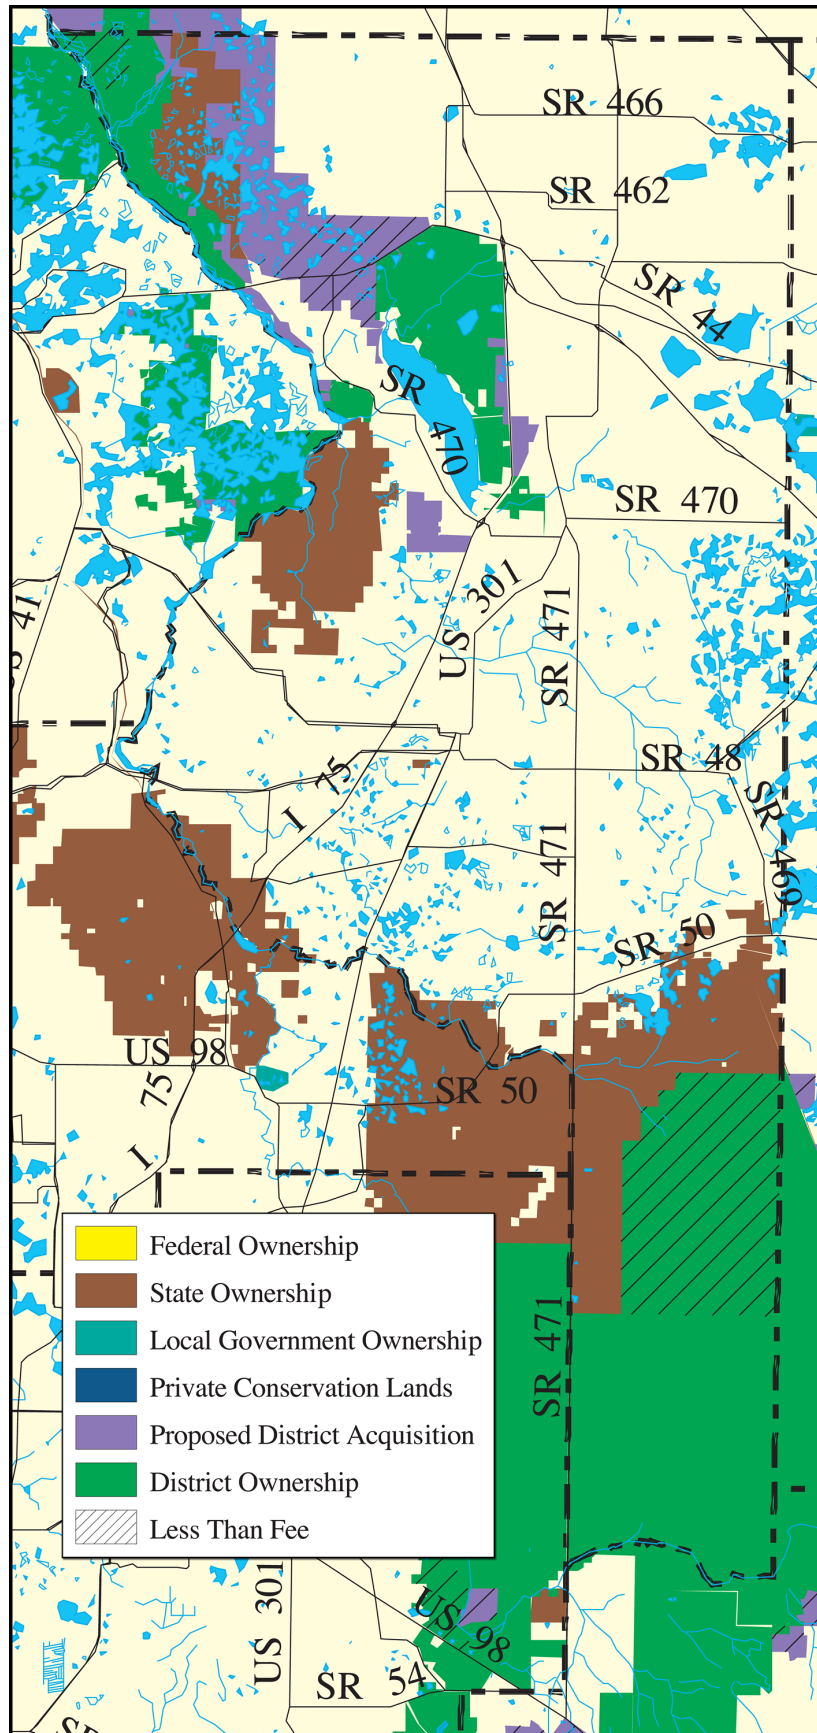 SR 466
SR 462
SR 44
SR 470
SR 470
US 301
SR 471
SR 48
I 75
SR 469
SR 471
SR 50
US 98
75
I
SR 50
Federal Ownership
State Ownership
Local Government Ownership
Private Conservation Lands
Proposed District Acquisition
District Ownership
Less Than Fee
SR 471
US 301
US 98
SR 54